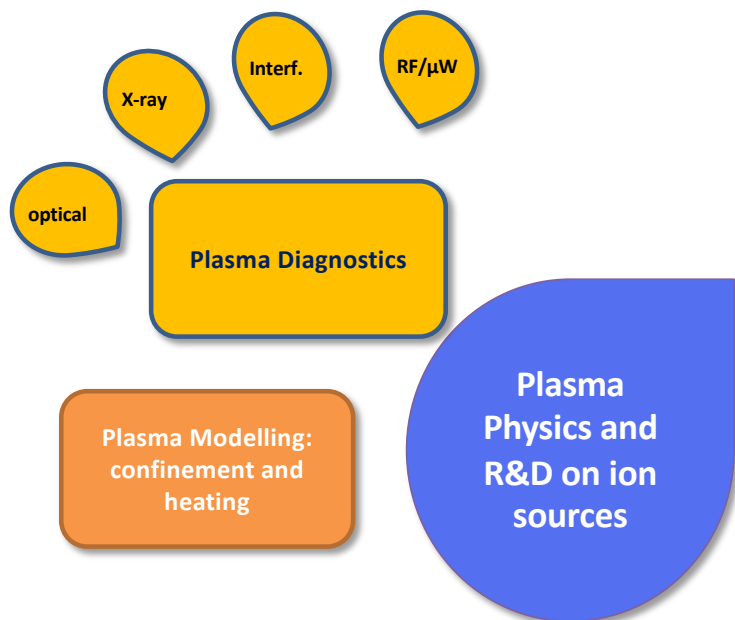 Interf.
RF/µW
X-ray
optical
Plasma Diagnostics
Plasma
Physics and
R&D on ion
sources
Plasma Modelling:
confinement and
heating